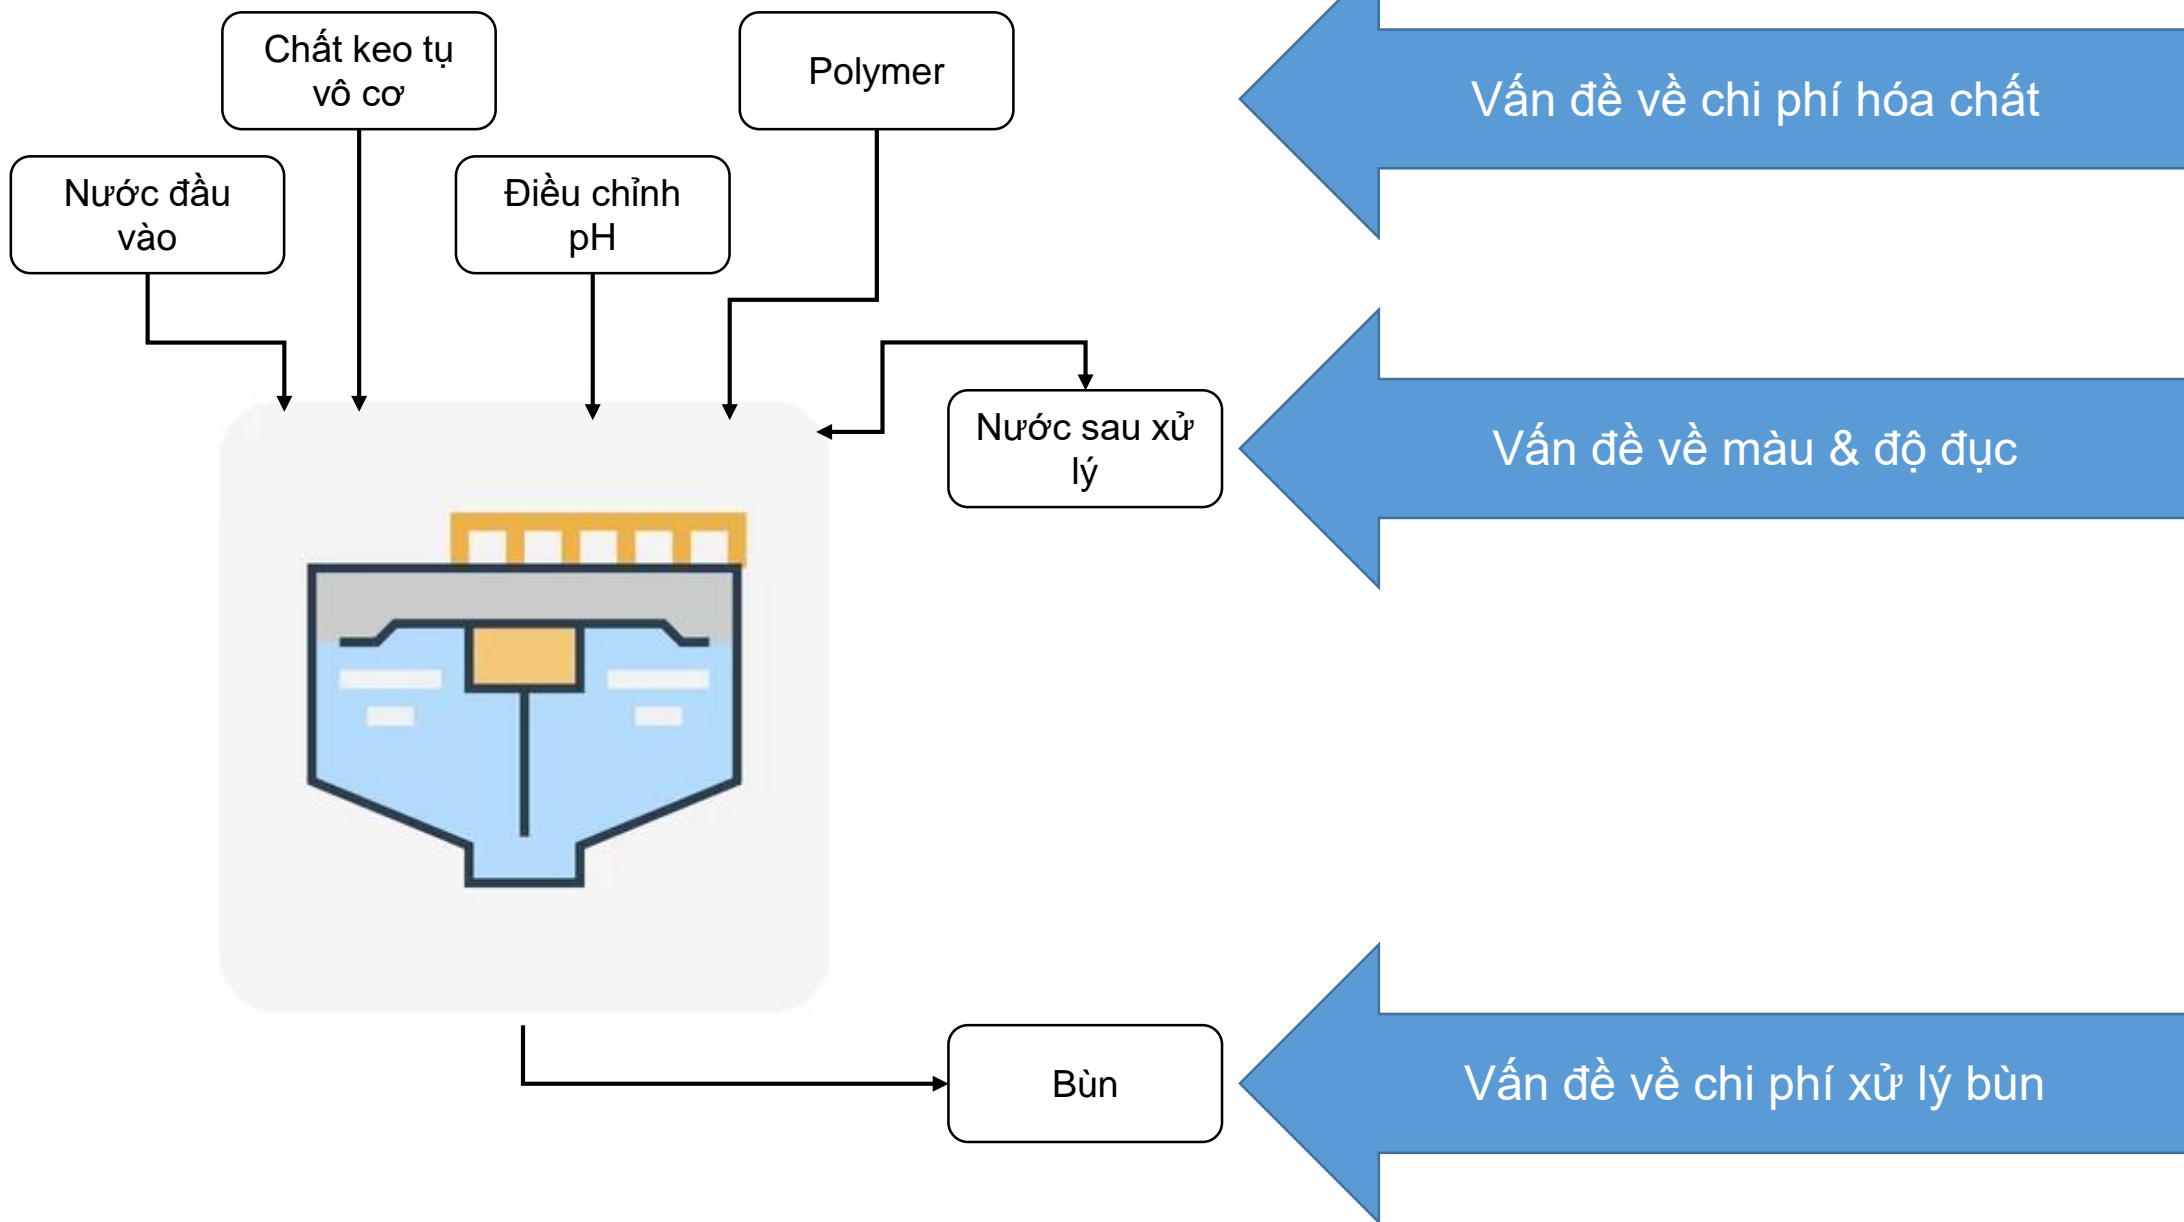 Chất keo tụ
vô cơ
Polymer
Vấn đề về chi phí hóa chất
Nước đầu
vào
Điều chỉnh
pH
Nước sau xử
lý
Vấn đề về màu & độ đục
Bùn
Vấn đề về chi phí xử lý bùn